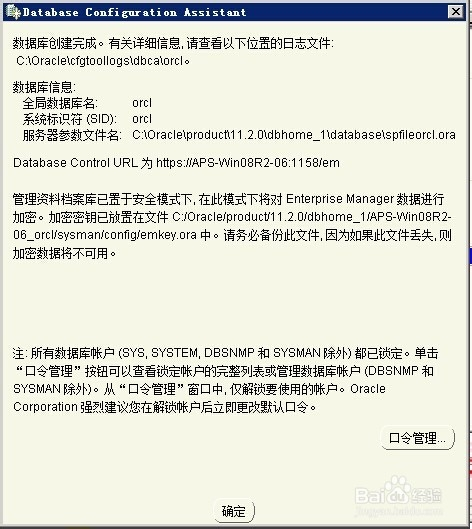 Database Configuration Assistant
数据库创建完成。有关详细信息, 请查看以下位置的日志文件:
C:\Oracle\cfgtoollogs\dbca\orcl。
数据库信息:
全局数据库名: orcl
系统标识符 (SID): orcl
服务器参数文件名: C:\Oracle\product\11.2.0\dbhome_1\database\spfileorcl.ora
Database Control URL 为 https://APS-Win08R2-06:1158/em
管理资料档案库已置于安全模式下, 在此模式下将对 Enterprise Manager 数据进行
加密。加密密钥已放置在文件 C:/Oracle/product/11.2.0/dbhome_1/APS-Win08R2-
06_orcl/sysman/config/emkey.ora 中。请务必备份此文件, 因为如果此文件丢失, 则
加密数据将不可用。
注: 所有数据库帐户 (SYS, SYSTEM, DBSNMP 和 SYSMAN 除外) 都已锁定。单击
“口令管理”按钮可以查看锁定帐户的完整列表或管理数据库帐户 (DBSNMP 和
SYSMAN 除外)。从“口令管理”窗口中, 仅解锁要使用的帐户。Oracle
Corporation 强烈建议您在解锁帐户后立即更改默认口令。
口令管理...
确定
Baidu 经验
jingyan.baidu.com